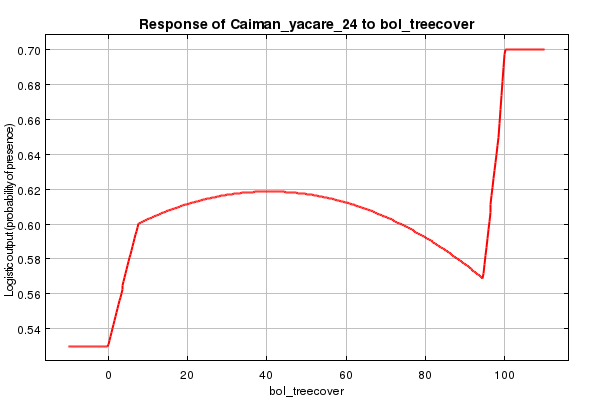 Response of Caiman_yacare_24 to bol_treecover
Logistic output (probability of presence)
0.70
0.68
0.66
0.64
0.62
0.60
0.58
0.56
0.54
0 20 40 60 80 100
bol_treecover